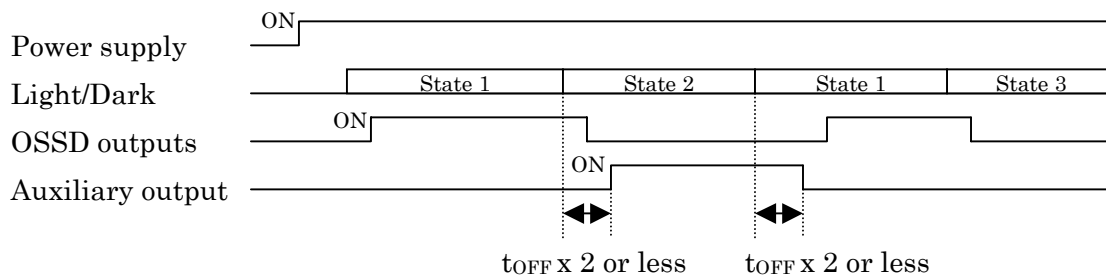 ON
Power supply
State 1 State 2 State 1 State 3
Light/Dark
ON
OSSD outputs
ON
Auxiliary output
tOFF x 2 or less tOFF x 2 or less